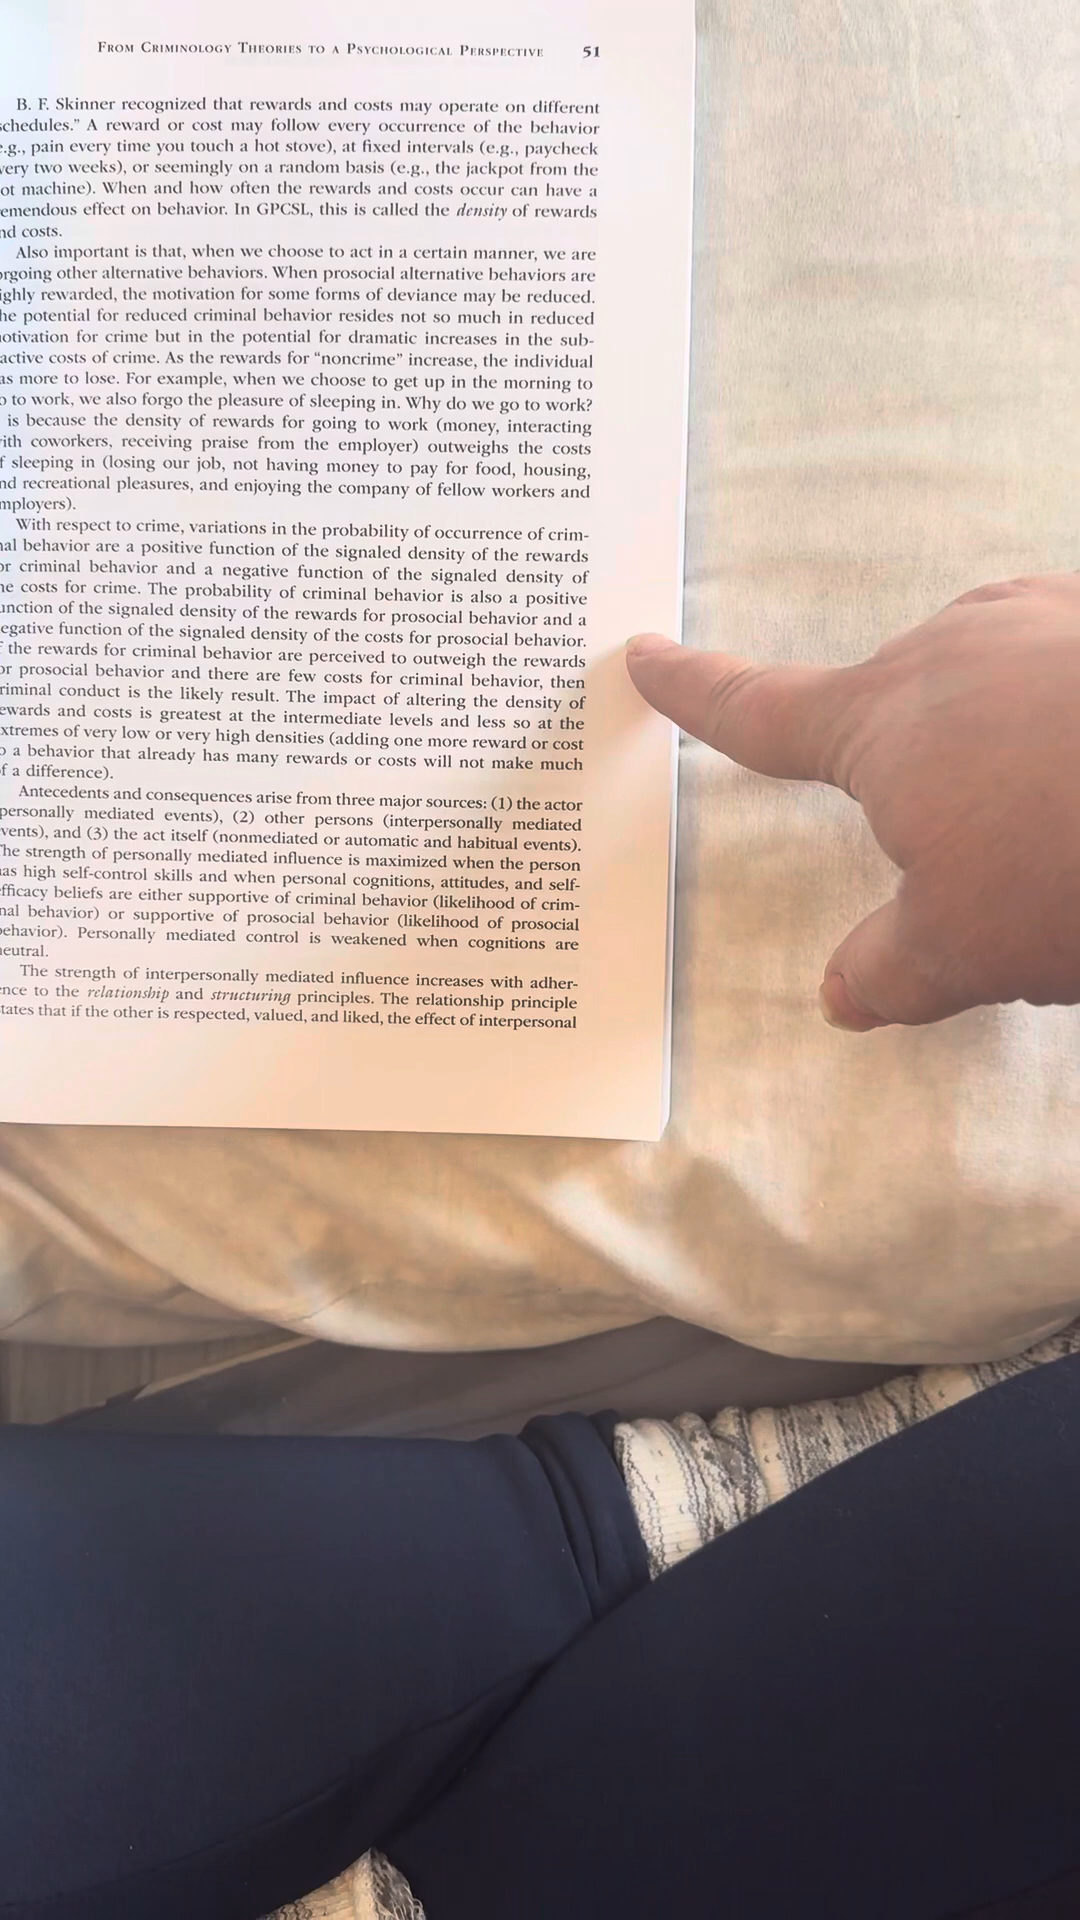 FROM CRIMINOLOGY THEORIES TO A PSYCHOLOGICAL PERSPECTIVE 51
B. F. Skinner recognized that rewards and costs may operate on different
schedules.” A reward or cost may follow every occurrence of the behavior
e.g., pain every time you touch a hot stove), at fixed intervals (e.g., paycheck
very two weeks), or seemingly on a random basis (e.g., the jackpot from the
ot machine). When and how often the rewards and costs occur can have a
emendous effect on behavior. In GPCSL, this is called the density of rewards
nd costs.
Also important is that, when we choose to act in a certain manner, we are
orgoing other alternative behaviors. When prosocial alternative behaviors are
ighly rewarded, the motivation for some forms of deviance may be reduced.
he potential for reduced criminal behavior resides not so much in reduced
otivation for crime but in the potential for dramatic increases in the sub-
active costs of crime. As the rewards for “noncrime” increase, the individual
as more to lose. For example, when we choose to get up in the morning to
o to work, we also forgo the pleasure of sleeping in. Why do we go to work?
is because the density of rewards for going to work (money, interacting
ith coworkers, receiving praise from the employer) outweighs the costs
f sleeping in (losing our job, not having money to pay for food, housing,
nd recreational pleasures, and enjoying the company of fellow workers and
mployers).
With respect to crime, variations in the probability of occurrence of crim-
nal behavior are a positive function of the signaled density of the rewards
or criminal behavior and a negative function of the signaled density of
he costs for crime. The probability of criminal behavior is also a positive
unction of the signaled density of the rewards for prosocial behavior and a
egative function of the signaled density of the costs for prosocial behavior.
f the rewards for criminal behavior are perceived to outweigh the rewards
or prosocial behavior and there are few costs for criminal behavior, then
riminal conduct is the likely result. The impact of altering the density of
ewards and costs is greatest at the intermediate levels and less so at the
xtremes of very low or very high densities (adding one more reward or cost
o a behavior that already has many rewards or costs will not make much
f a difference).
Antecedents and consequences arise from three major sources: (1) the actor
personally mediated events), (2) other persons (interpersonally mediated
vents), and (3) the act itself (nonmediated or automatic and habitual events).
The strength of personally mediated influence is maximized when the person
as high self-control skills and when personal cognitions, attitudes, and self-
fficacy beliefs are either supportive of criminal behavior (likelihood of crim-
nal behavior) or supportive of prosocial behavior (likelihood of prosocial
behavior). Personally mediated control is weakened when cognitions are
neutral.
The strength of interpersonally mediated influence increases with adher-
ence to the relationship and structuring principles. The relationship principle
tates that if the other is respected, valued, and liked, the effect of interpersonal